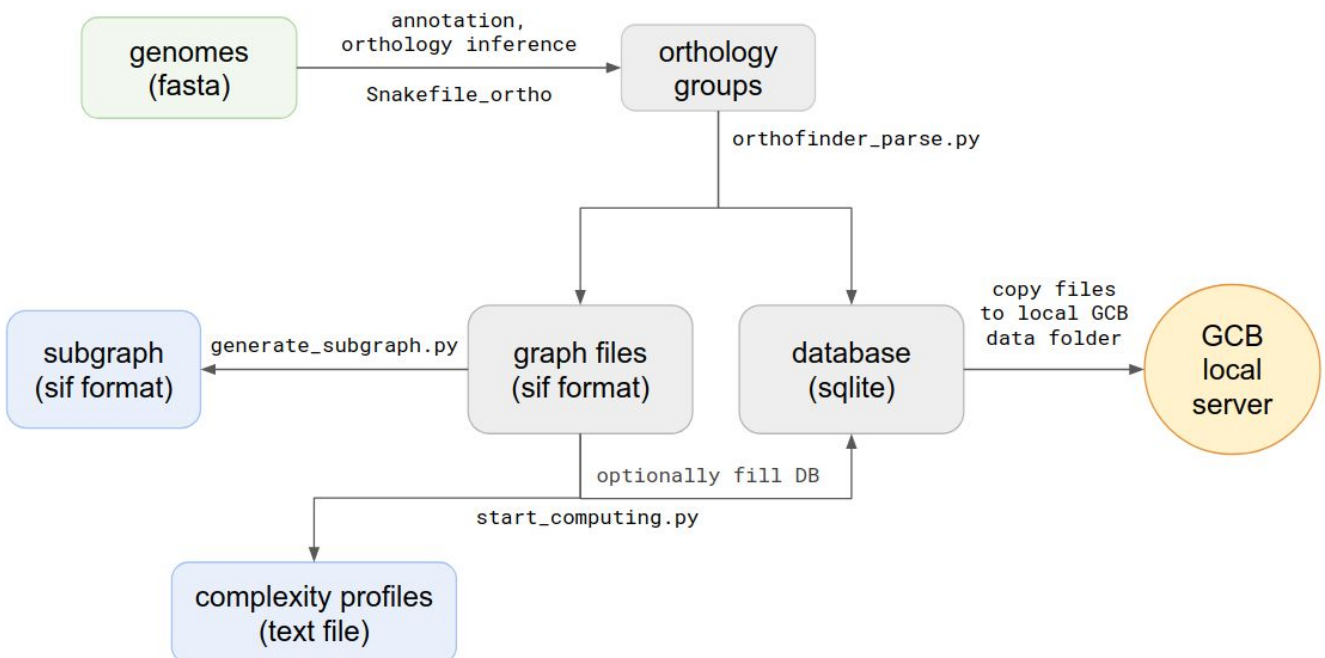 annotation,
orthology inference
genomes
(fasta)
Snakefile_ortho
orthology
groups
orthofinder_parse.py
subgraph
(sif format)
generate_subgraph.py
graph files
(sif format)
database
(sqlite)
copy files
to local GCB
data folder
GCB
local
server
optionally fill DB
start_computing.py
complexity profiles
(text file)